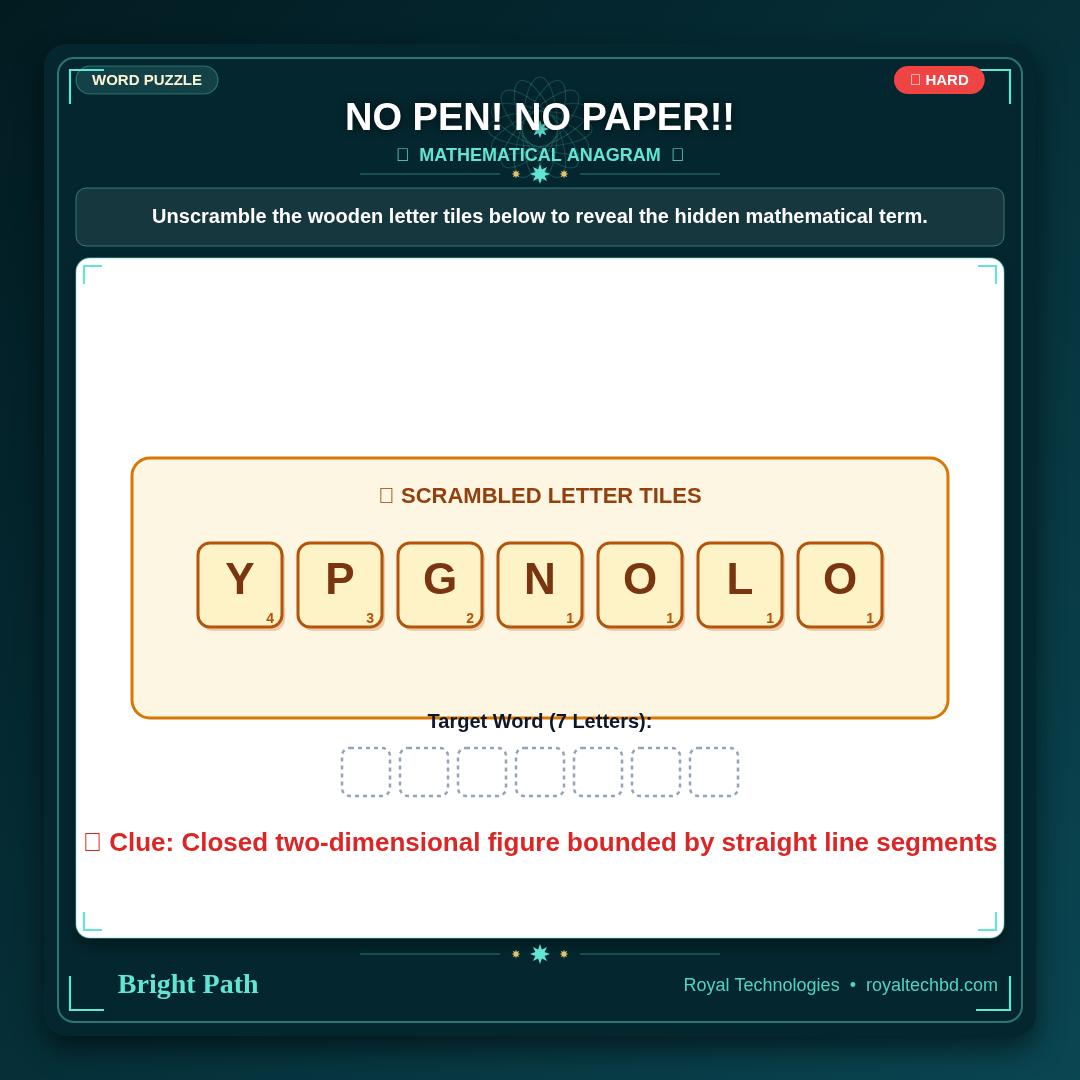 WORD PUZZLE
HARD
NO PEN! NO PAPER!!
MATHEMATICAL ANAGRAM
Unscramble the wooden letter tiles below to reveal the hidden mathematical term.
SCRAMBLED LETTER TILES
Y P G N O L O
4 3 2 1 1 1 1
Target Word (7 Letters):
Clue: Closed two-dimensional figure bounded by straight line segments
Bright Path
Royal Technologies • royaltechbd.com